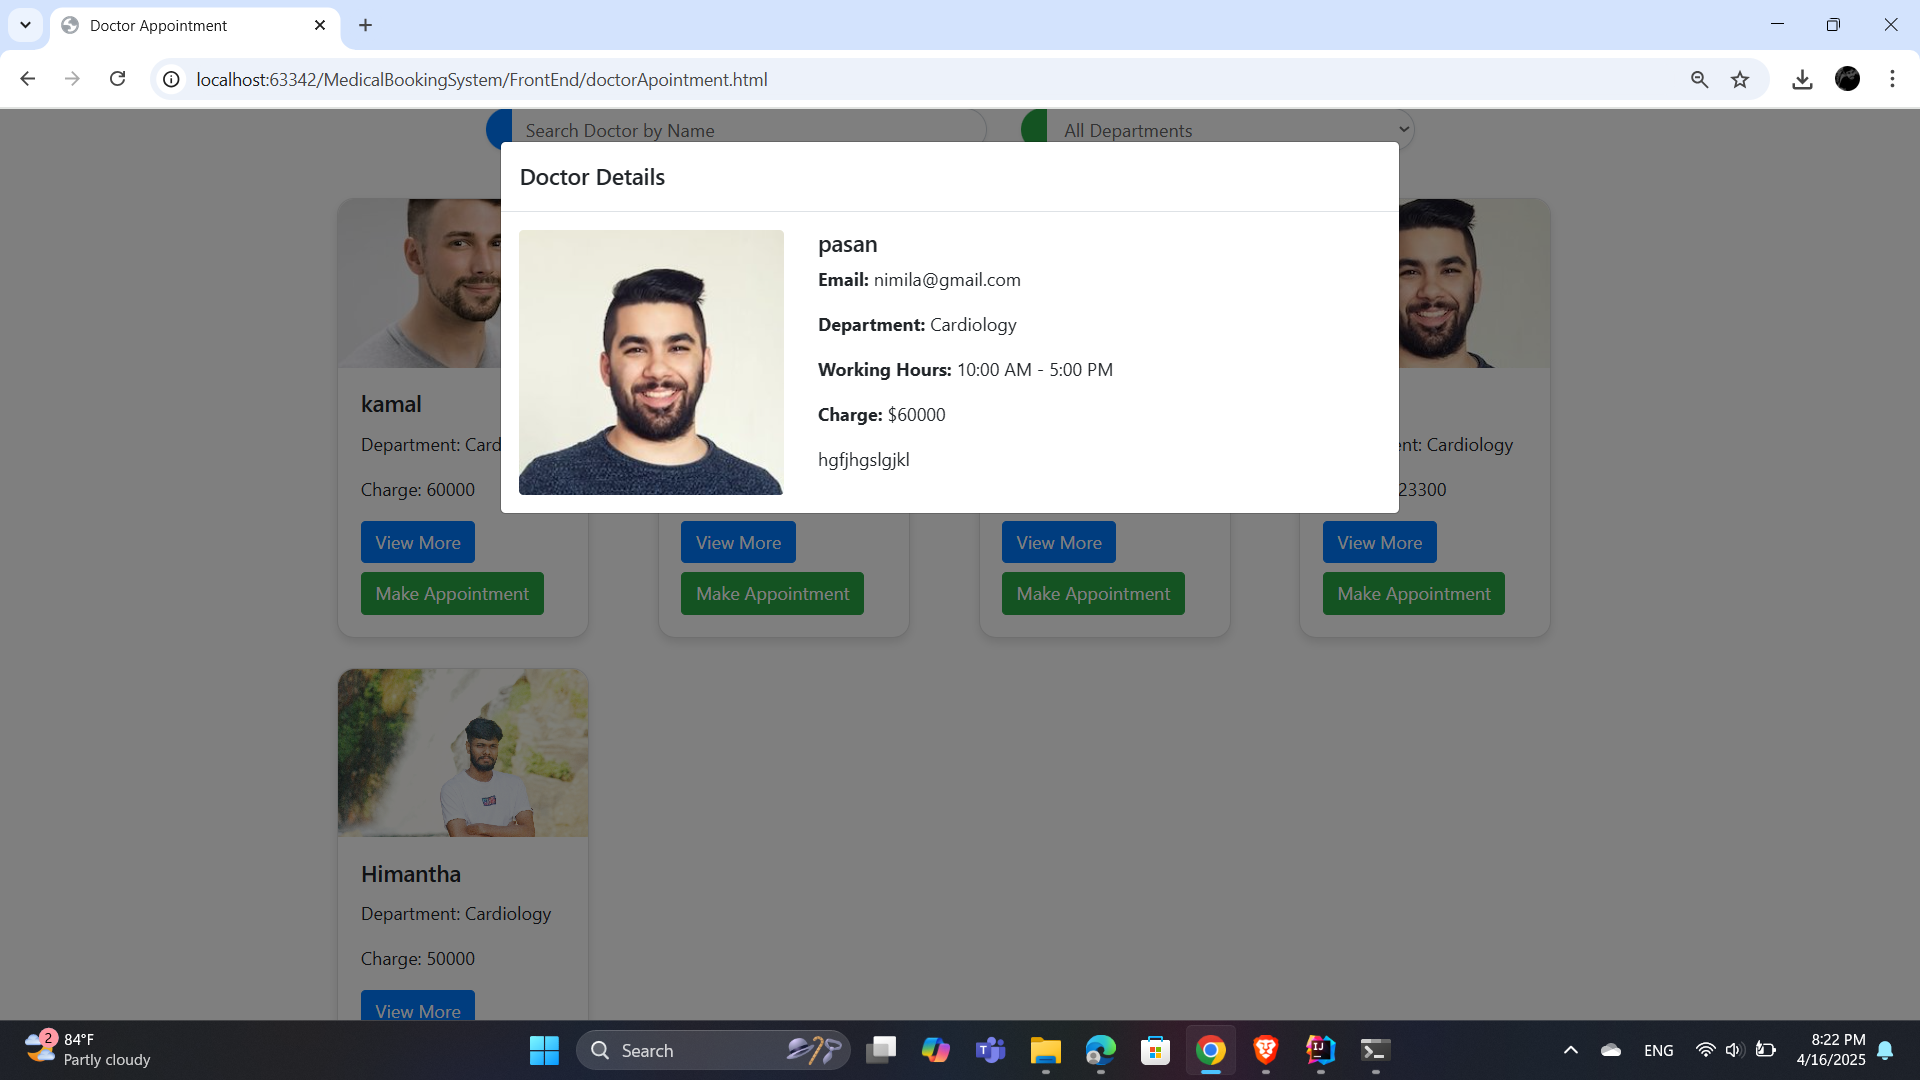 Doctor Appointment
localhost:63342/MedicalBookingSystem/FrontEnd/doctorApointment.html
Search Doctor by Name
All Departments
Doctor Details
pasan
Email: nimila@gmail.com
Department: Cardiology
Working Hours: 10:00 AM - 5:00 PM
Charge: $60000
hgfjhgslgjkl
kamal
Department: Card
Charge: 60000
View More
Make Appointment
View More
Make Appointment
View More
Make Appointment
ent: Cardiology
23300
View More
Make Appointment
Himantha
Department: Cardiology
Charge: 50000
View More
2
84°F
Partly cloudy
Search
ENG
8:22 PM
4/16/2025